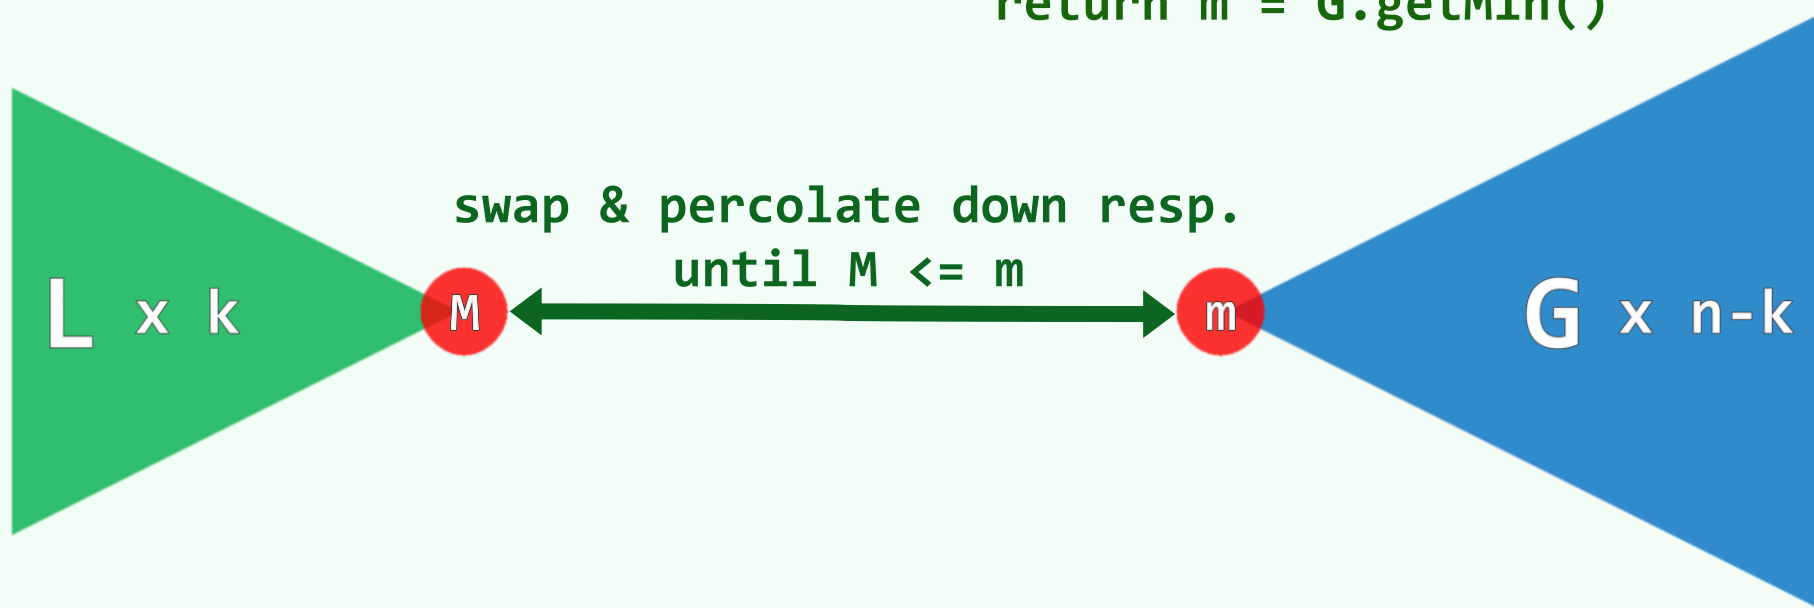 return m = G.getMin()
swap & percolate down resp.
until M <= m
L x k
M
m
G x n-k